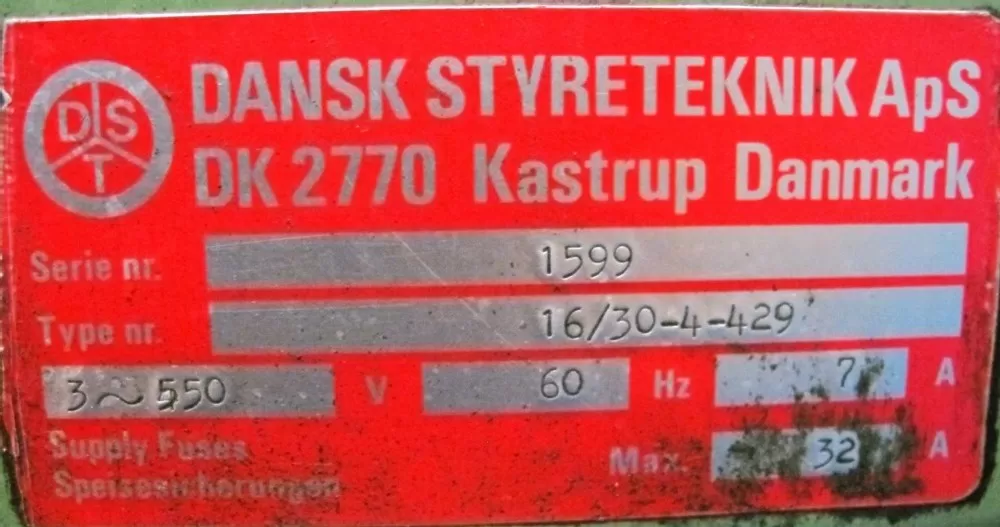 DST
DANSK STYRETEKNIK ApS
DK 2770 Kastrup Danmark
Serie nr. 1599
Type nr. 16/30-4-429
3~550 V 60 Hz 7 A
Supply Fuses Max. 32 A
Speisesicherungen